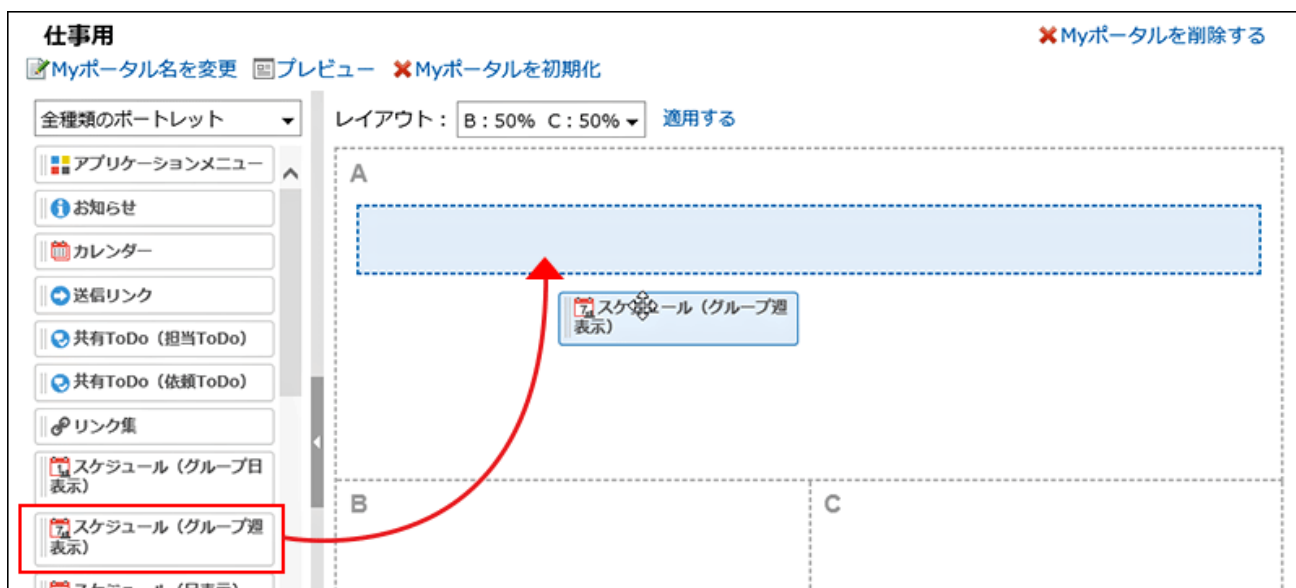 仕事用
Myポータルを削除する
Myポータル名を変更 プレビュー Myポータルを初期化
全種類のポートレット
レイアウト： B : 50% C : 50% 適用する
アプリケーションメニュー
お知らせ
カレンダー
送信リンク
共有ToDo（担当ToDo）
共有ToDo（依頼ToDo）
リンク集
スケジュール（グループ日
表示）
スケジュール（グループ週
表示）
A
スケジュール（グループ週
表示）
B
C